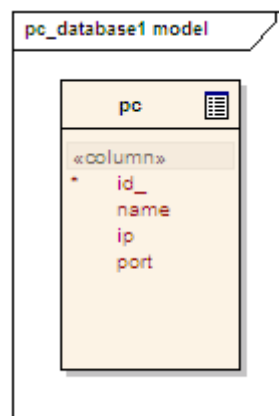 pc_database1 model
pc
«column»
* id_
name
ip
port